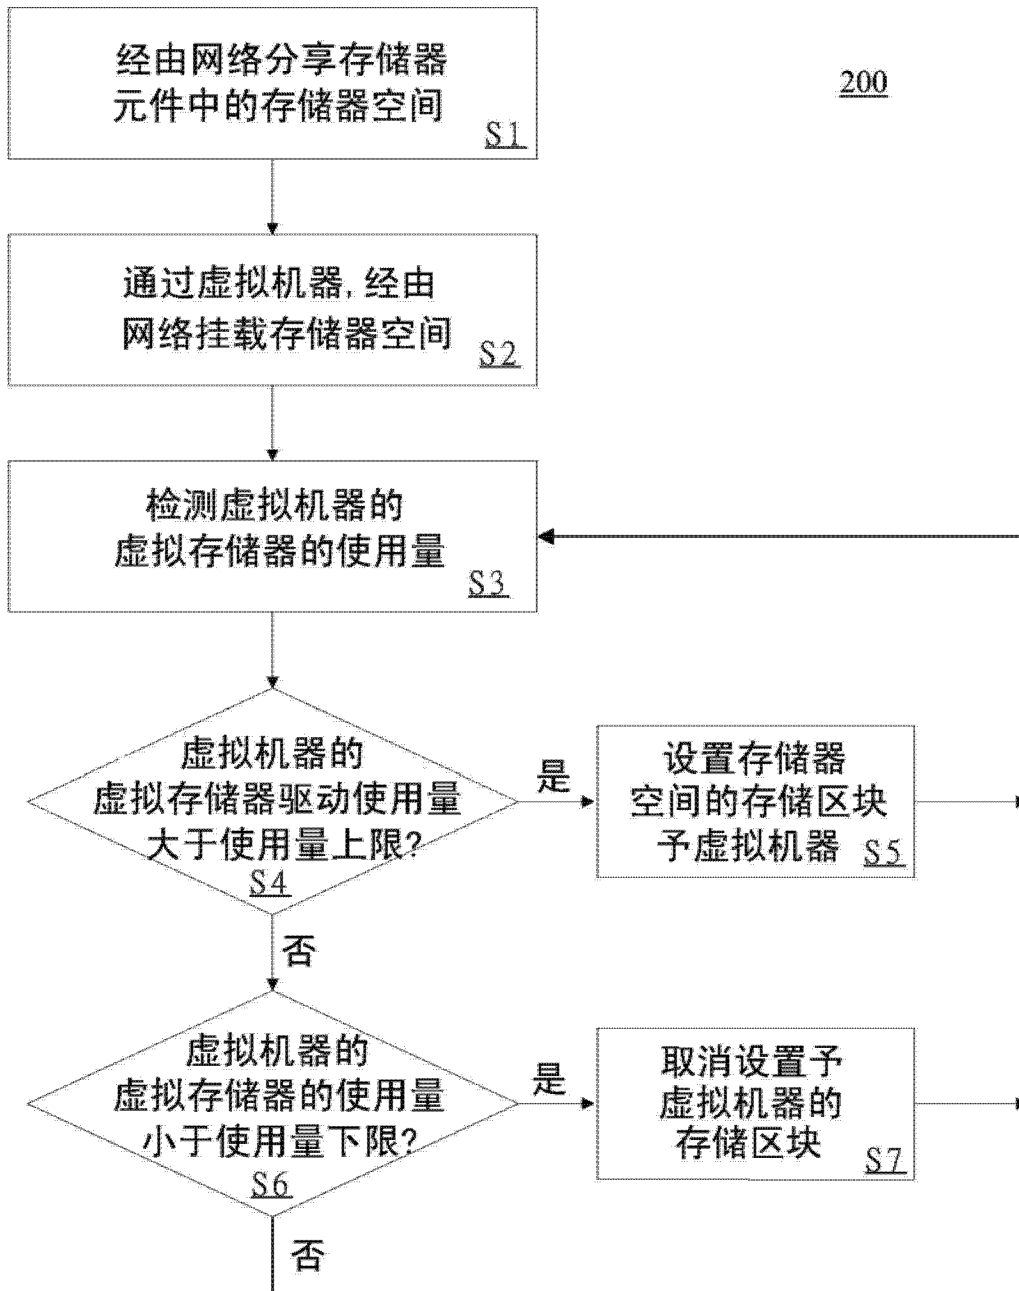 经由网络分享存储器
元件中的存储器空间
S1
200
通过虚拟机器,经由
网络挂载存储器空间
S2
检测虚拟机器的
虚拟存储器的使用量
S3
虚拟机器的
虚拟存储器驱动使用量
大于使用量上限?
S4
是
设置存储器
空间的存储区块
予虚拟机器
S5
否
虚拟机器的
虚拟存储器的使用量
小于使用量下限?
S6
是
取消设置予
虚拟机器的
存储区块
S7
否